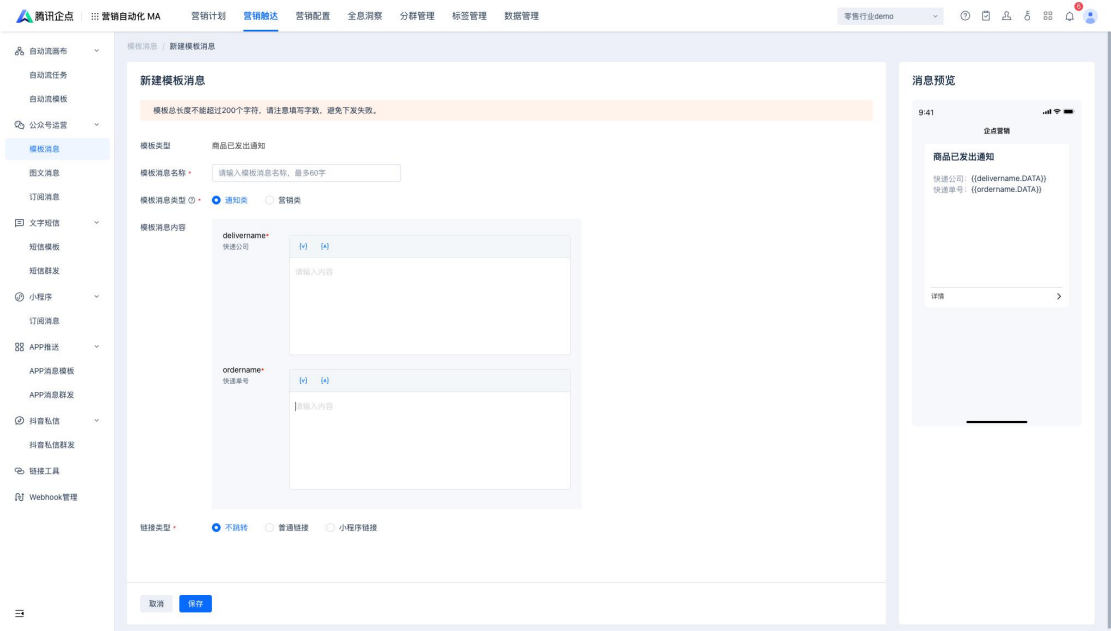 腾讯企点 营销自动化 MA 营销计划 营销触达 营销配置 全息洞察 分群管理 标签管理 数据管理 零售行业demo 6
自动流画布
自动流任务
自动流模板
公众号运营
模板消息
图文消息
订阅消息
文字短信
短信模板
短信群发
小程序
订阅消息
APP推送
APP消息模板
APP消息群发
抖音私信
抖音私信群发
链接工具
Webhook管理
模板消息 / 新建模板消息
新建模板消息
模板总长度不能超过200个字符，请注意填写字数，避免下发失败。
模板类型 商品已发出通知
模板消息名称 * 请输入模板消息名称，最多60字
模板消息类型 * 通知类 营销类
模板消息内容
delivername*
快递公司
{v} {A}
请输入内容
ordername*
快递单号
{v} {A}
请输入内容
链接类型 * 不跳转 普通链接 小程序链接
取消 保存
消息预览
9:41
企点营销
商品已发出通知
快递公司：{{delivername.DATA}}
快递单号：{{ordername.DATA}}
详情